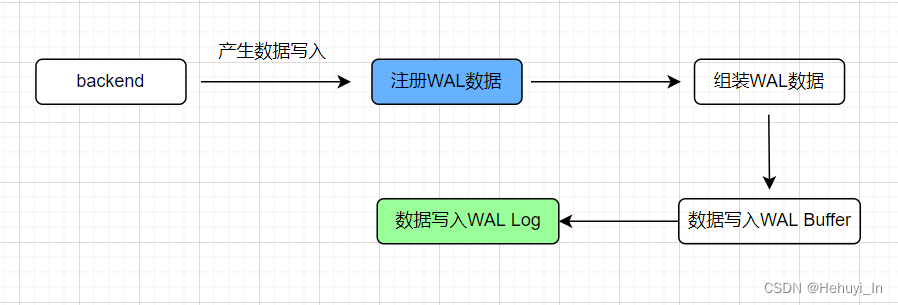 产生数据写入
backend
注册WAL数据
组装WAL数据
数据写入WAL Log
数据写入WAL Buffer
CSDN @Hehuyi_In